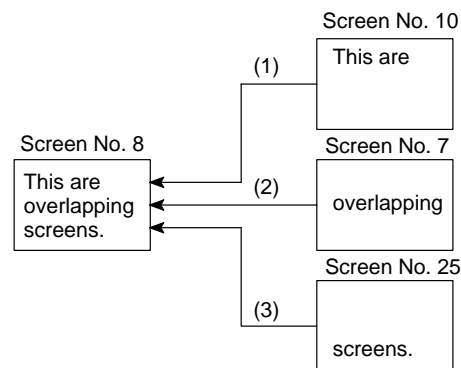 Screen No. 10
This are
(1)
Screen No. 8
This are
overlapping
screens.
Screen No. 7
(2)
overlapping
Screen No. 25
(3)
screens.